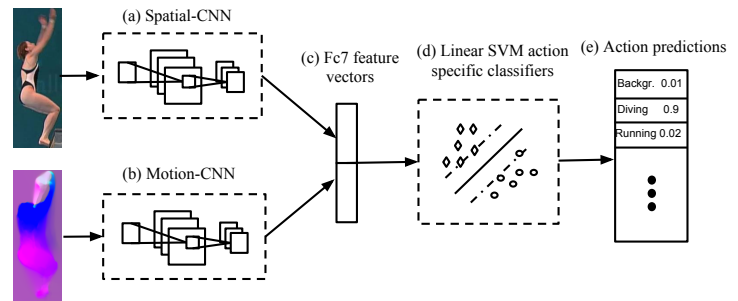 (a) Spatial-CNN
(b) Motion-CNN
(c) Fc7 feature
vectors
(d) Linear SVM action
specific classifiers
(e) Action predictions
Backgr. 0.01
Diving 0.9
Running 0.02